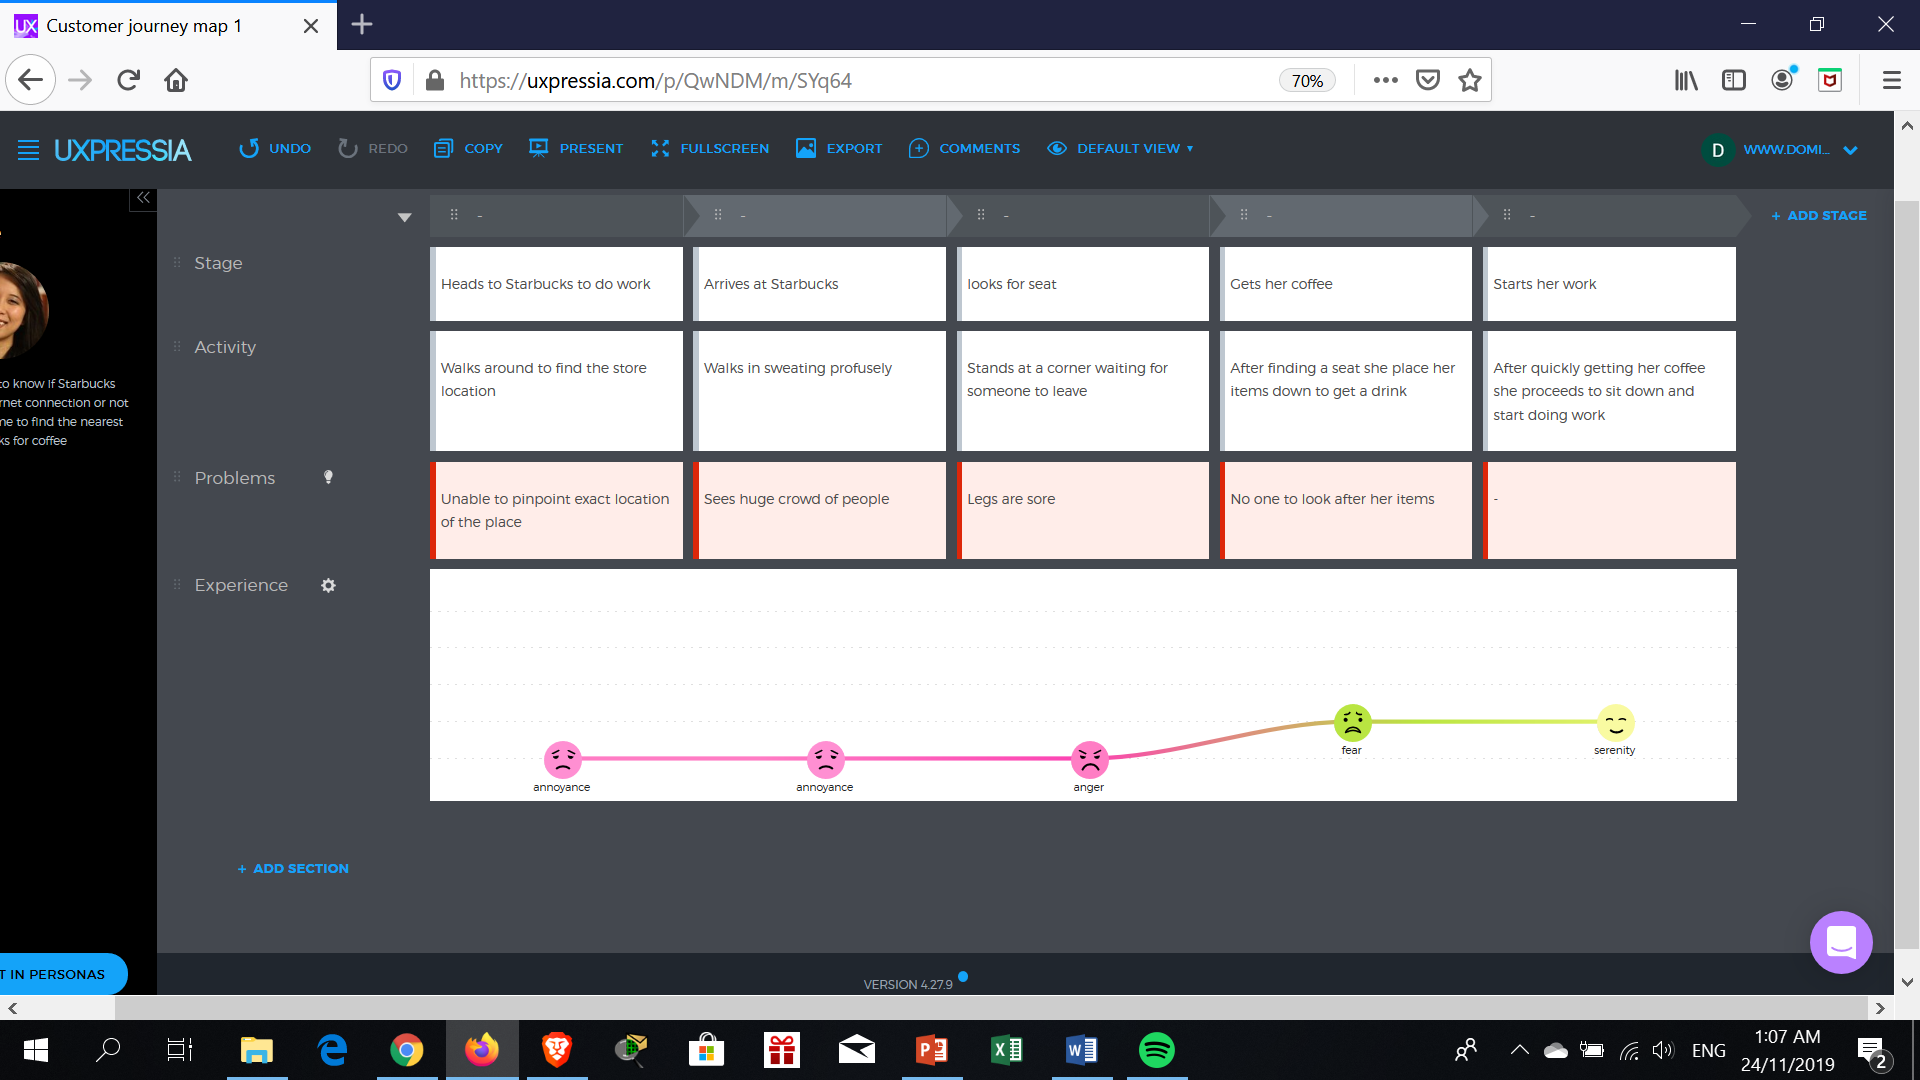 UX Customer journey map 1
https://uxpressia.com/p/QwNDM/m/SYq64
70%
UXPRESSIA
UNDO
REDO
COPY
PRESENT
FULLSCREEN
EXPORT
COMMENTS
DEFAULT VIEW
D
WWW.DOMI...
-
-
-
-
-
+ ADD STAGE
to know if Starbucks
rnet connection or not
me to find the nearest
ks for coffee
Stage
Heads to Starbucks to do work
Arrives at Starbucks
looks for seat
Gets her coffee
Starts her work
Activity
Walks around to find the store
location
Walks in sweating profusely
Stands at a corner waiting for
someone to leave
After finding a seat she place her
items down to get a drink
After quickly getting her coffee
she proceeds to sit down and
start doing work
Problems
Unable to pinpoint exact location
of the place
Sees huge crowd of people
Legs are sore
No one to look after her items
-
Experience
annoyance
annoyance
anger
fear
serenity
+ ADD SECTION
T IN PERSONAS
VERSION 4.27.9
ENG
1:07 AM
24/11/2019
2